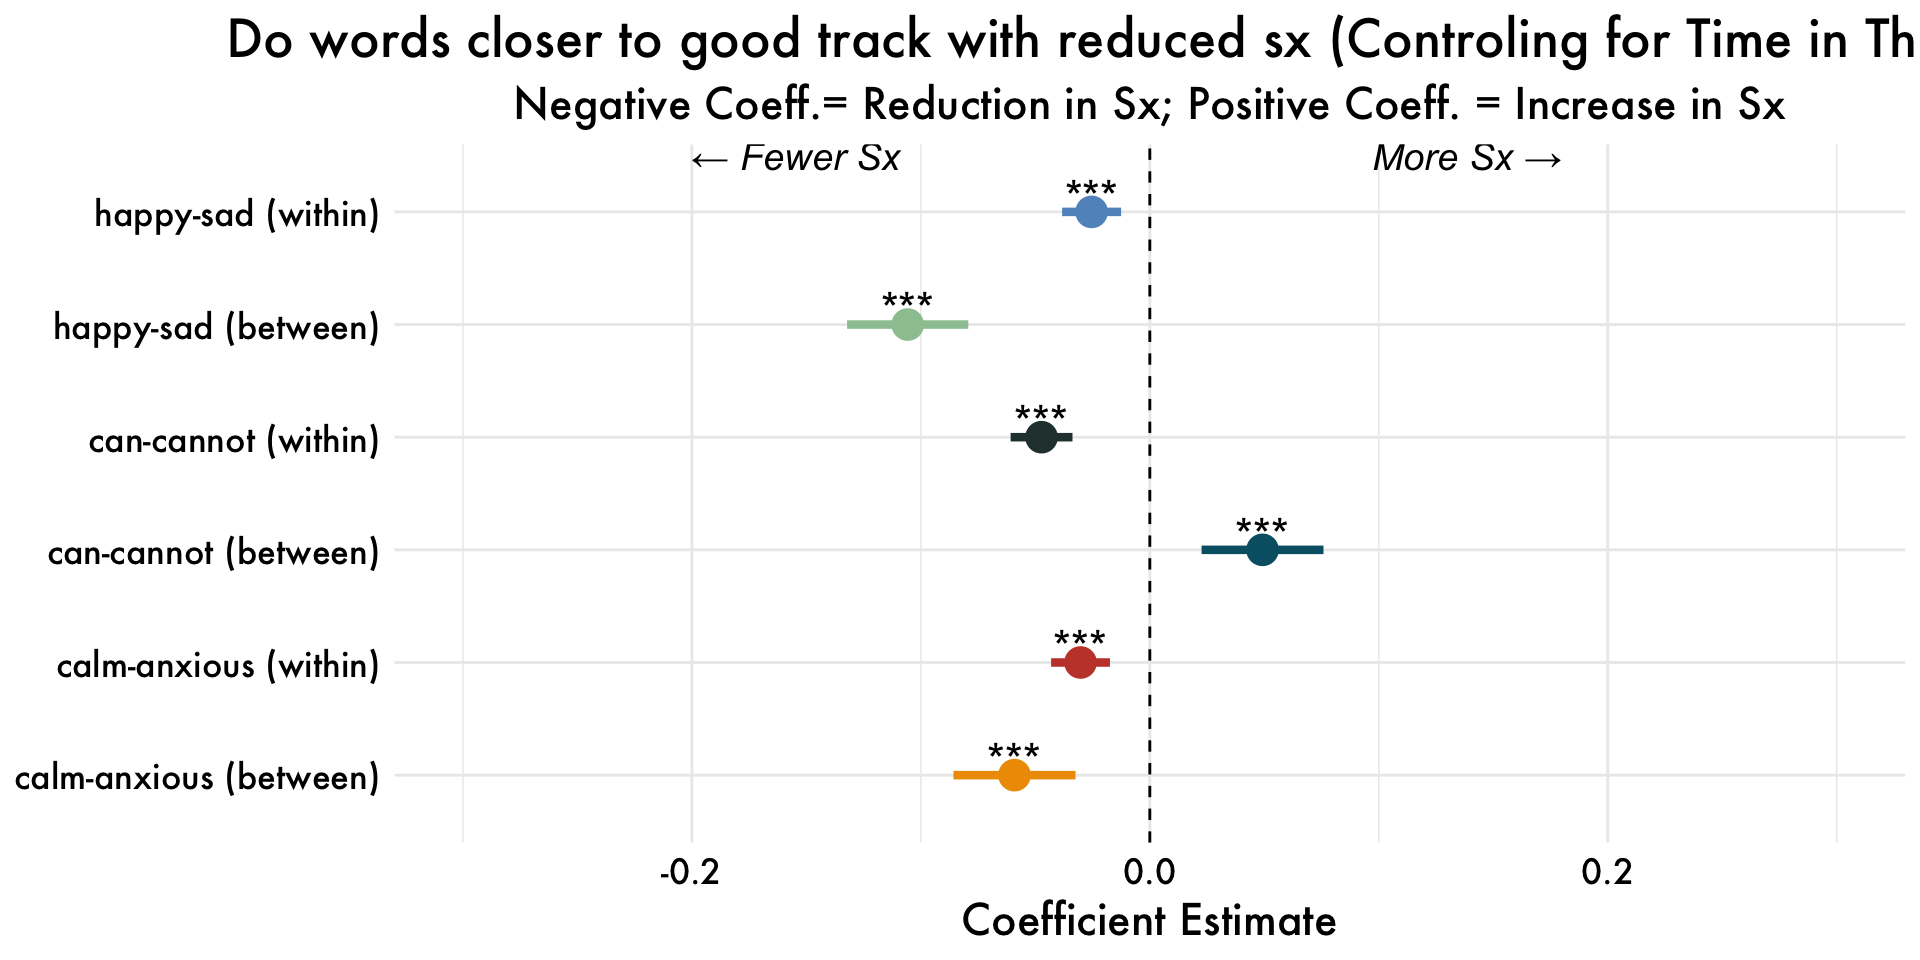 Do words closer to good track with reduced sx (Controling for Time in Th
Negative Coeff.= Reduction in Sx; Positive Coeff. = Increase in Sx
← Fewer Sx
More Sx →
happy-sad (within)
***
happy-sad (between)
***
can-cannot (within)
***
can-cannot (between)
***
calm-anxious (within)
***
calm-anxious (between)
***
-0.2
0.0
0.2
Coefficient Estimate